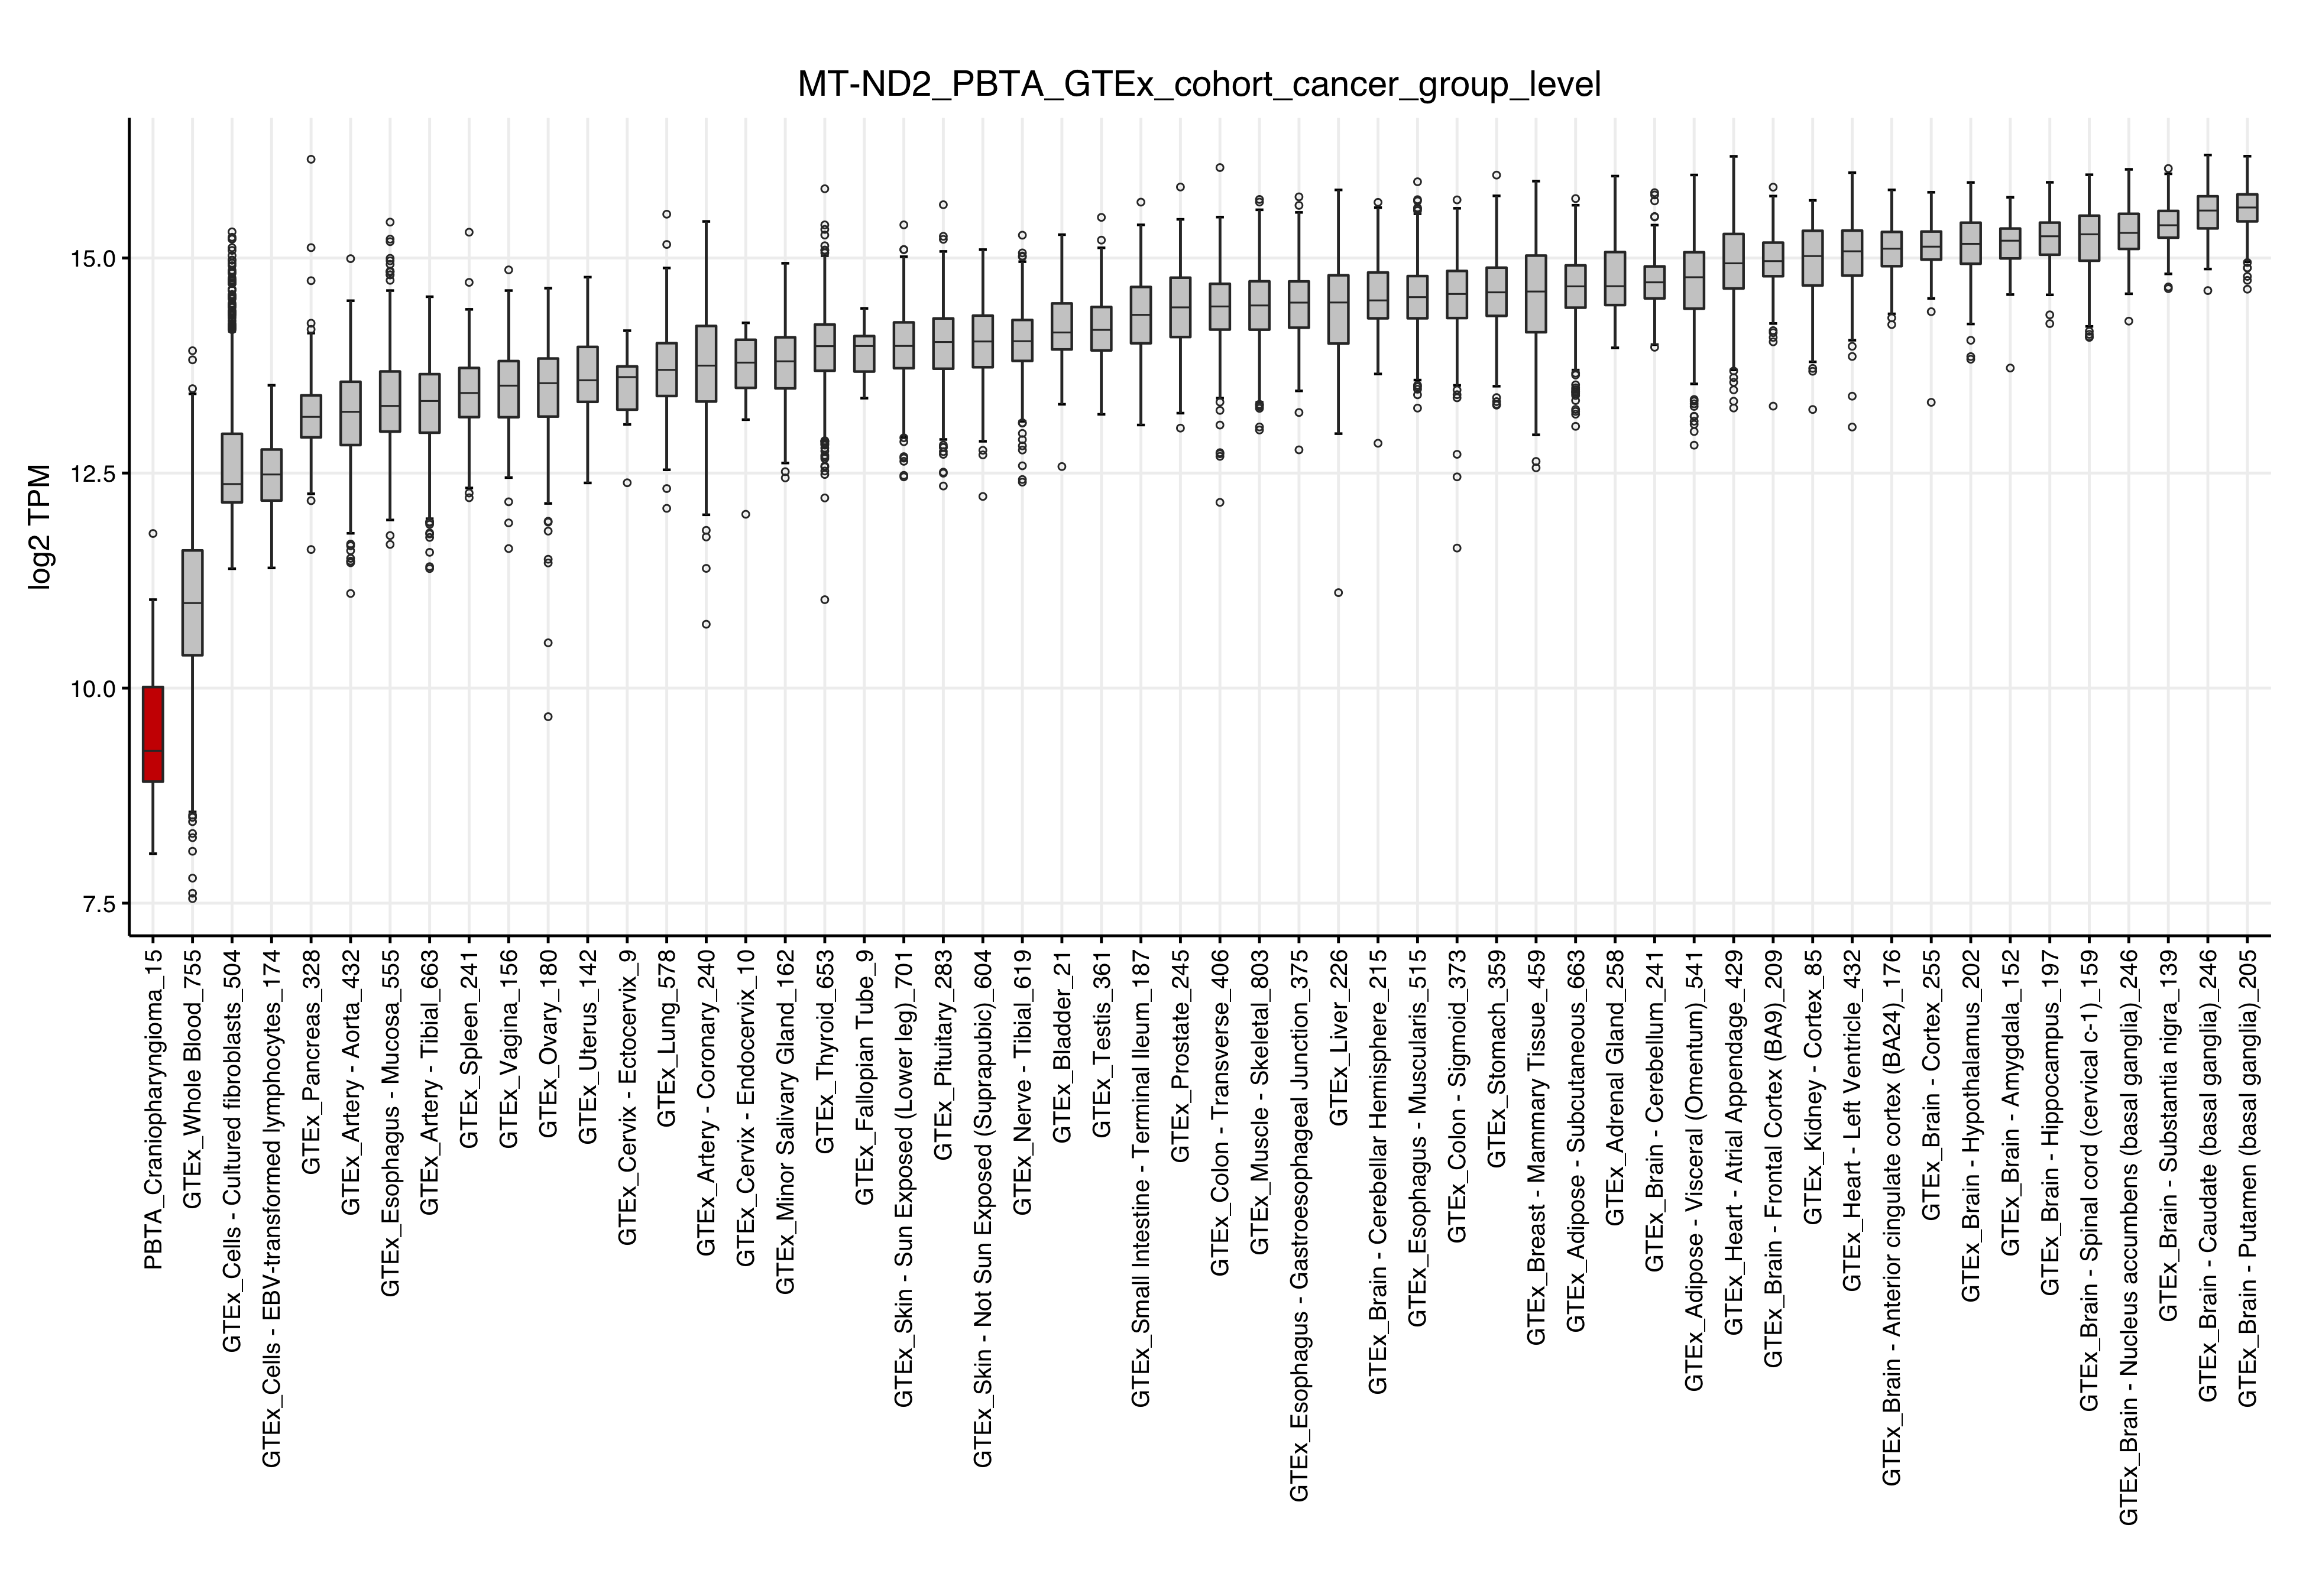 MT-ND2_PBTA_GTEx_cohort_cancer_group_level
log2 TPM
15.0
12.5
10.0
7.5
PBTA_Craniopharyngioma_15
GTEx_Whole Blood_755
GTEx_Cells - Cultured fibroblasts_504
GTEx_Cells - EBV-transformed lymphocytes_174
GTEx_Pancreas_328
GTEx_Artery - Aorta_432
GTEx_Esophagus - Mucosa_555
GTEx_Artery - Tibial_663
GTEx_Spleen_241
GTEx_Vagina_156
GTEx_Ovary_180
GTEx_Uterus_142
GTEx_Cervix - Ectocervix_9
GTEx_Lung_578
GTEx_Artery - Coronary_240
GTEx_Cervix - Endocervix_10
GTEx_Minor Salivary Gland_162
GTEx_Thyroid_653
GTEx_Fallopian Tube_9
GTEx_Skin - Sun Exposed (Lower leg)_701
GTEx_Pituitary_283
GTEx_Skin - Not Sun Exposed (Suprapubic)_604
GTEx_Nerve - Tibial_619
GTEx_Bladder_21
GTEx_Testis_361
GTEx_Small Intestine - Terminal Ileum_187
GTEx_Prostate_245
GTEx_Colon - Transverse_406
GTEx_Muscle - Skeletal_803
GTEx_Esophagus - Gastroesophageal Junction_375
GTEx_Liver_226
GTEx_Brain - Cerebellar Hemisphere_215
GTEx_Esophagus - Muscularis_515
GTEx_Colon - Sigmoid_373
GTEx_Stomach_359
GTEx_Breast - Mammary Tissue_459
GTEx_Adipose - Subcutaneous_663
GTEx_Adrenal Gland_258
GTEx_Brain - Cerebellum_241
GTEx_Adipose - Visceral (Omentum)_541
GTEx_Heart - Atrial Appendage_429
GTEx_Brain - Frontal Cortex (BA9)_209
GTEx_Kidney - Cortex_85
GTEx_Heart - Left Ventricle_432
GTEx_Brain - Anterior cingulate cortex (BA24)_176
GTEx_Brain - Cortex_255
GTEx_Brain - Hypothalamus_202
GTEx_Brain - Amygdala_152
GTEx_Brain - Hippocampus_197
GTEx_Brain - Spinal cord (cervical c-1)_159
GTEx_Brain - Nucleus accumbens (basal ganglia)_246
GTEx_Brain - Substantia nigra_139
GTEx_Brain - Caudate (basal ganglia)_246
GTEx_Brain - Putamen (basal ganglia)_205